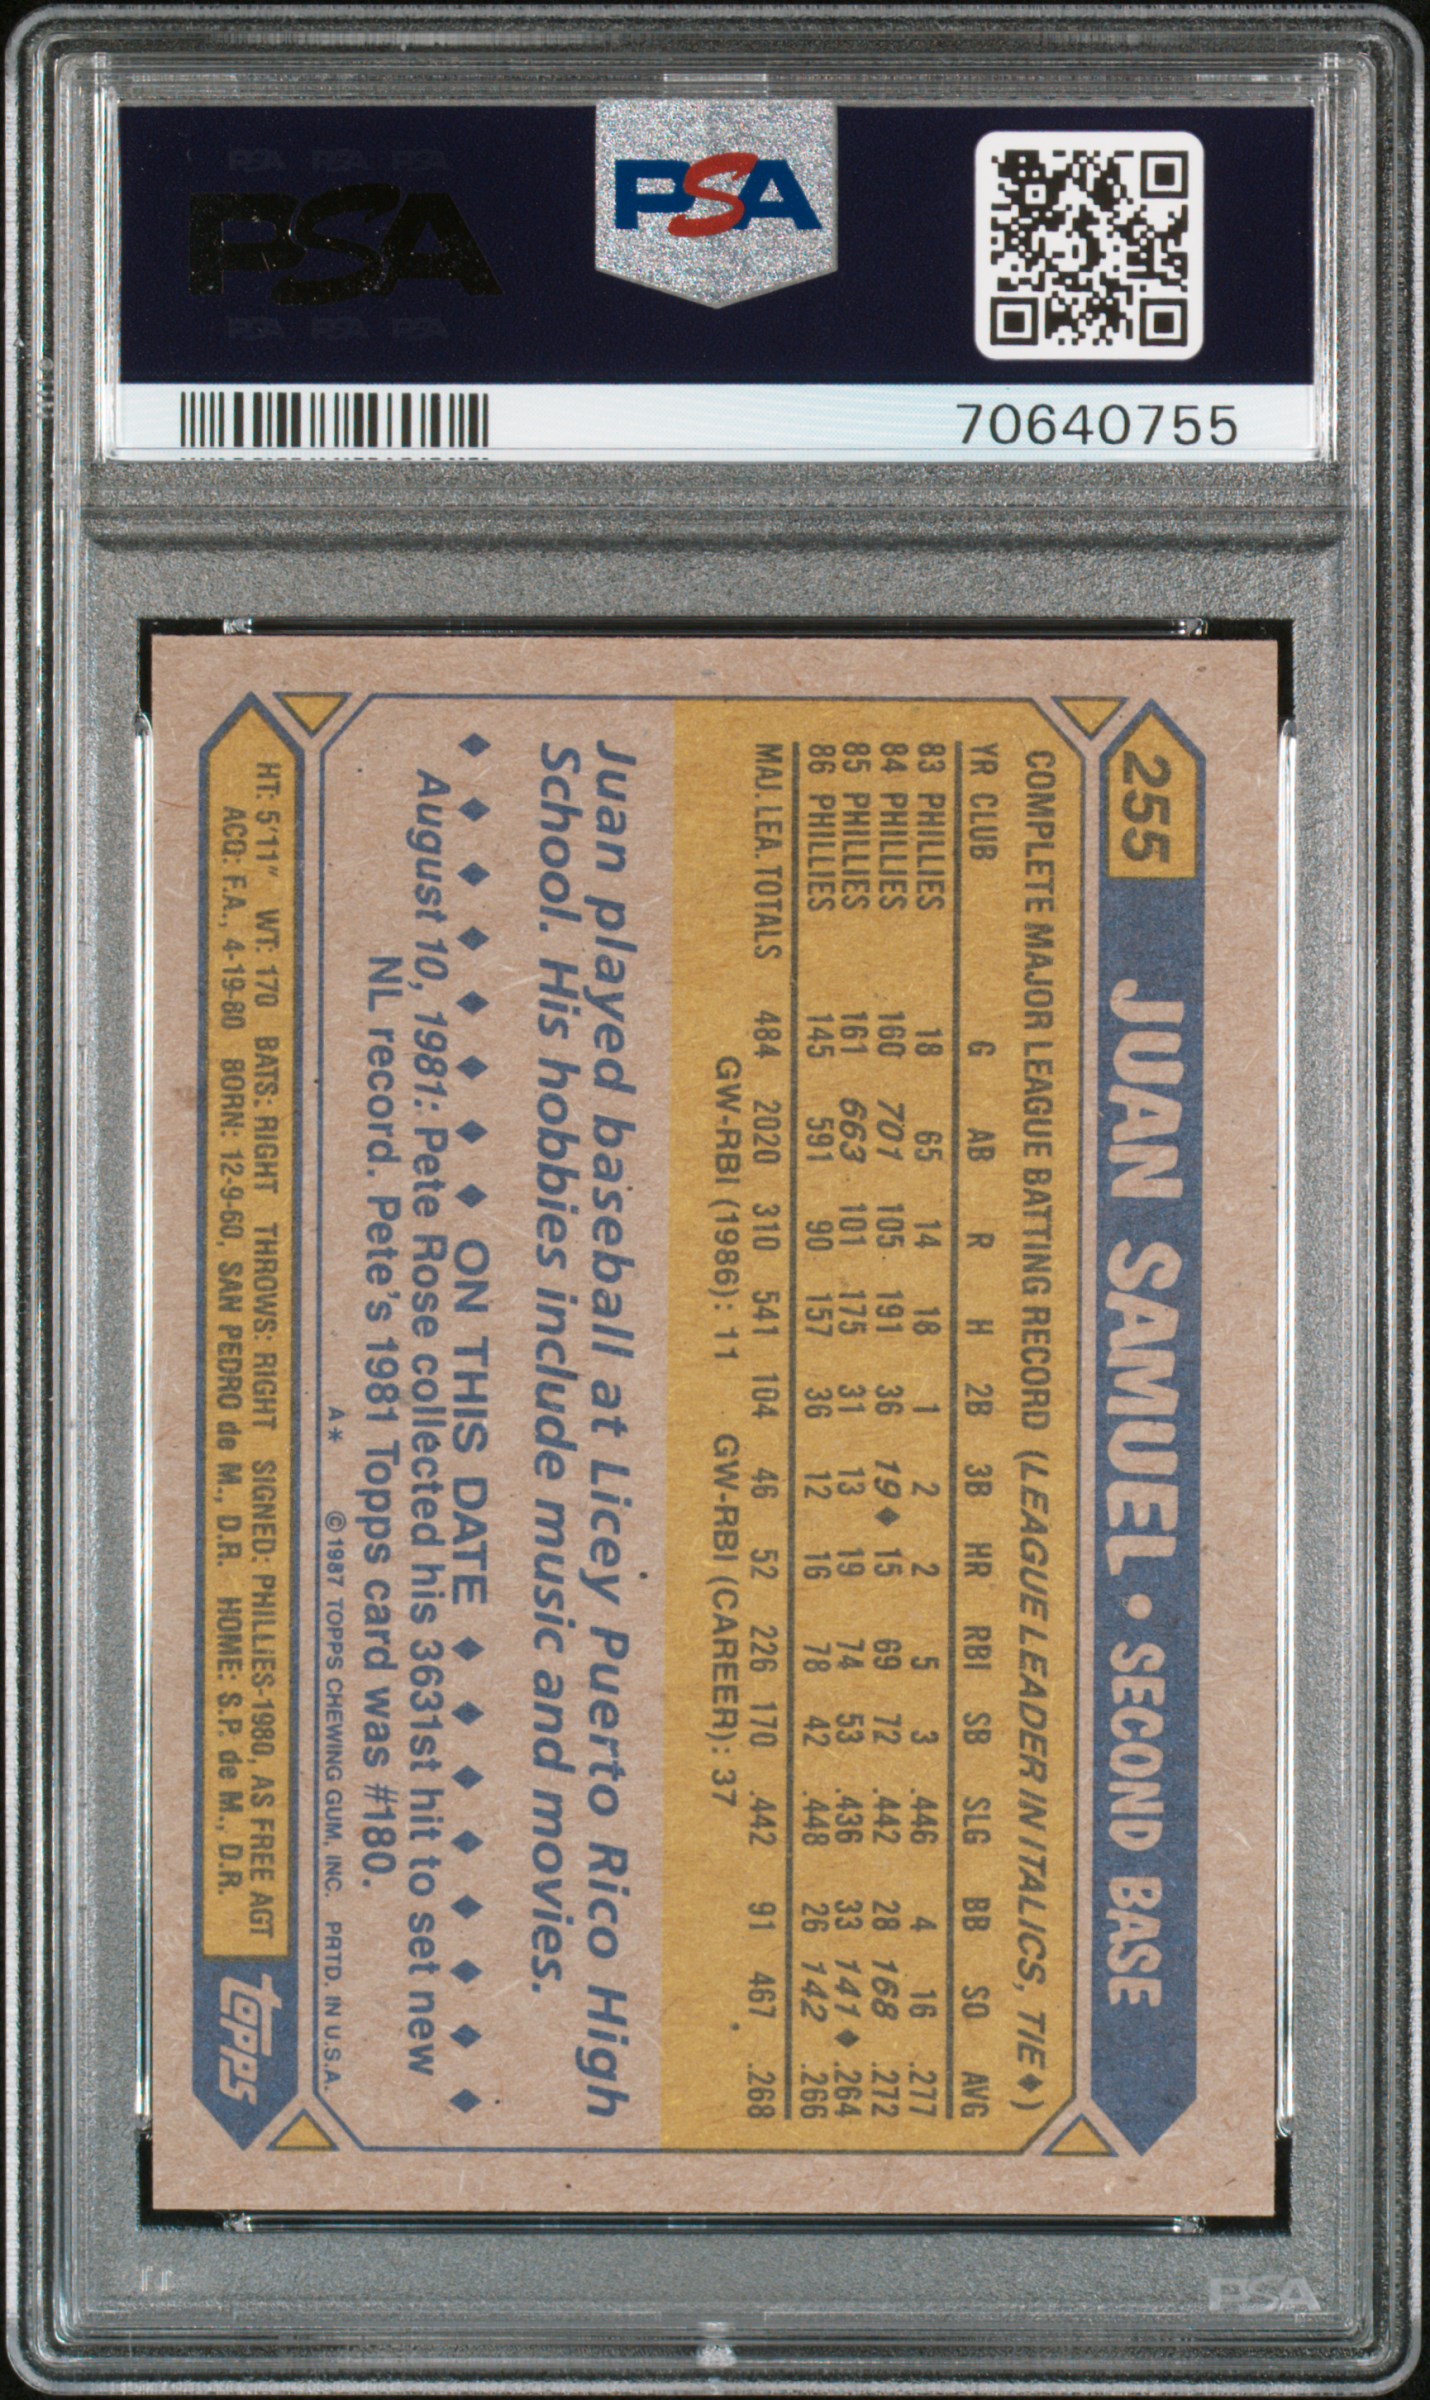 PSA PSA PSA
PSA
PSA PSA PSA
PSA
70640755
255 JUAN SAMUEL • SECOND BASE
COMPLETE MAJOR LEAGUE BATTING RECORD (LEAGUE LEADER IN ITALICS, TIE ♦)
YR CLUB G AB R H 2B 3B HR RBI SB SLG BB SO AVG
83 PHILLIES 18 65 14 18 1 2 2 5 3 .446 4 16 .277
84 PHILLIES 160 707 105 191 36 19♦ 15 69 72 .442 28 168 .272
85 PHILLIES 161 663 101 175 31 13 19 74 53 .436 33 141♦ .264
86 PHILLIES 145 591 90 157 36 12 16 78 42 .448 26 142 .266
MAJ. LEA. TOTALS 484 2020 310 541 104 46 52 226 170 .442 91 467 .268
GW-RBI (1986): 11 GW-RBI (CAREER): 37
Juan played baseball at Licey Puerto Rico High
School. His hobbies include music and movies.
♦ ♦ ♦ ♦ ♦ ♦ ♦ ♦ ON THIS DATE ♦ ♦ ♦ ♦ ♦ ♦ ♦ ♦
August 10, 1981: Pete Rose collected his 3631st hit to set new
NL record. Pete's 1981 Topps card was #180.
A* © 1987 TOPPS CHEWING GUM, INC. PRTD. IN U.S.A.
HT: 5'11" WT: 170 BATS: RIGHT THROWS: RIGHT SIGNED: PHILLIES-1980, AS FREE AGT
ACQ: F.A., 4-19-80 BORN: 12-9-60, SAN PEDRO de M., D.R. HOME: S.P. de M., D.R.
topps
PSA